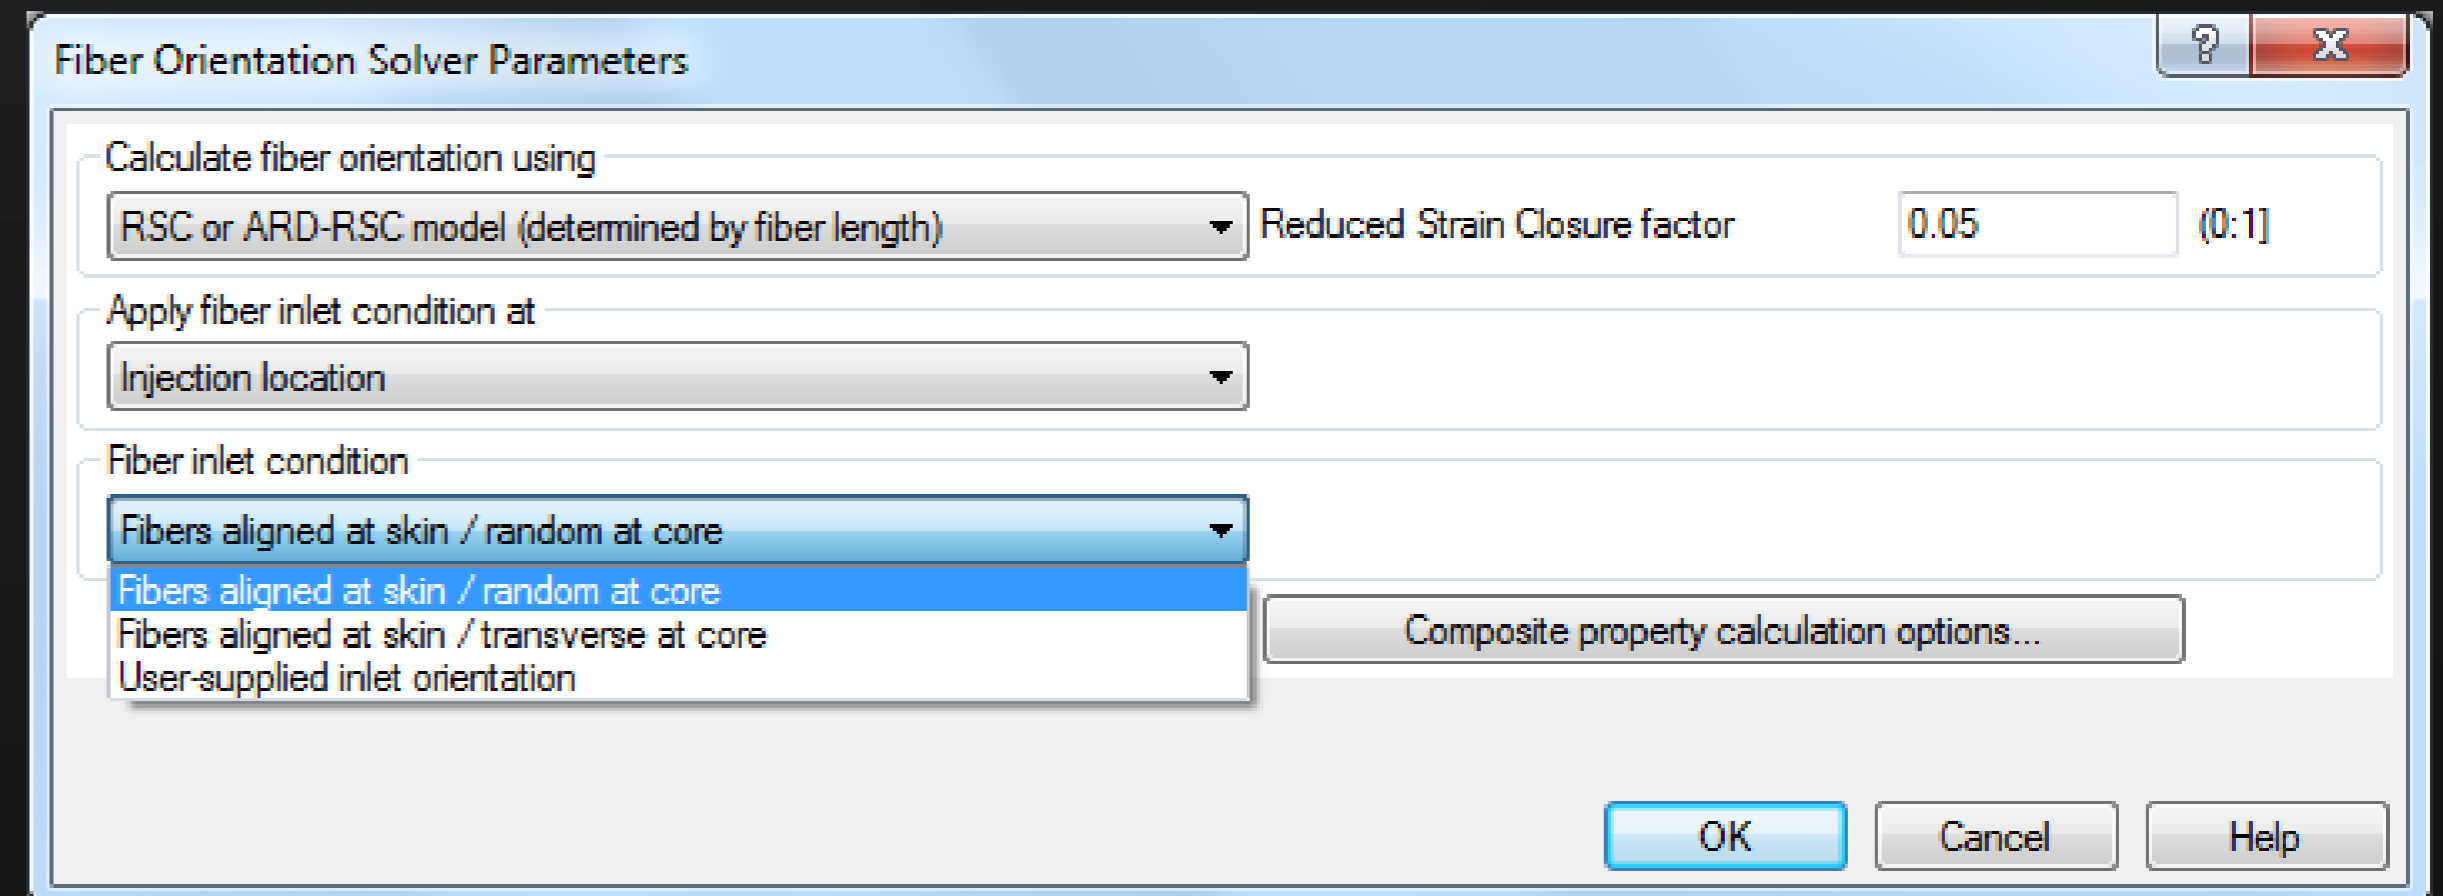 Fiber Orientation Solver Parameters
?
Calculate fiber orientation using
RSC or ARD-RSC model (determined by fiber length)
Reduced Strain Closure factor
0.05
(0:1]
Apply fiber inlet condition at
Injection location
Fiber inlet condition
Fibers aligned at skin / random at core
Fibers aligned at skin / random at core
Fibers aligned at skin / transverse at core
User-supplied inlet orientation
Composite property calculation options...
OK
Cancel
Help